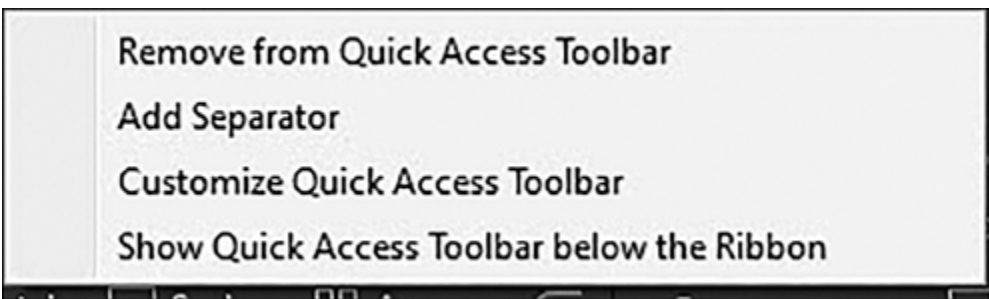 Remove from Quick Access Toolbar
Add Separator
Customize Quick Access Toolbar
Show Quick Access Toolbar below the Ribbon